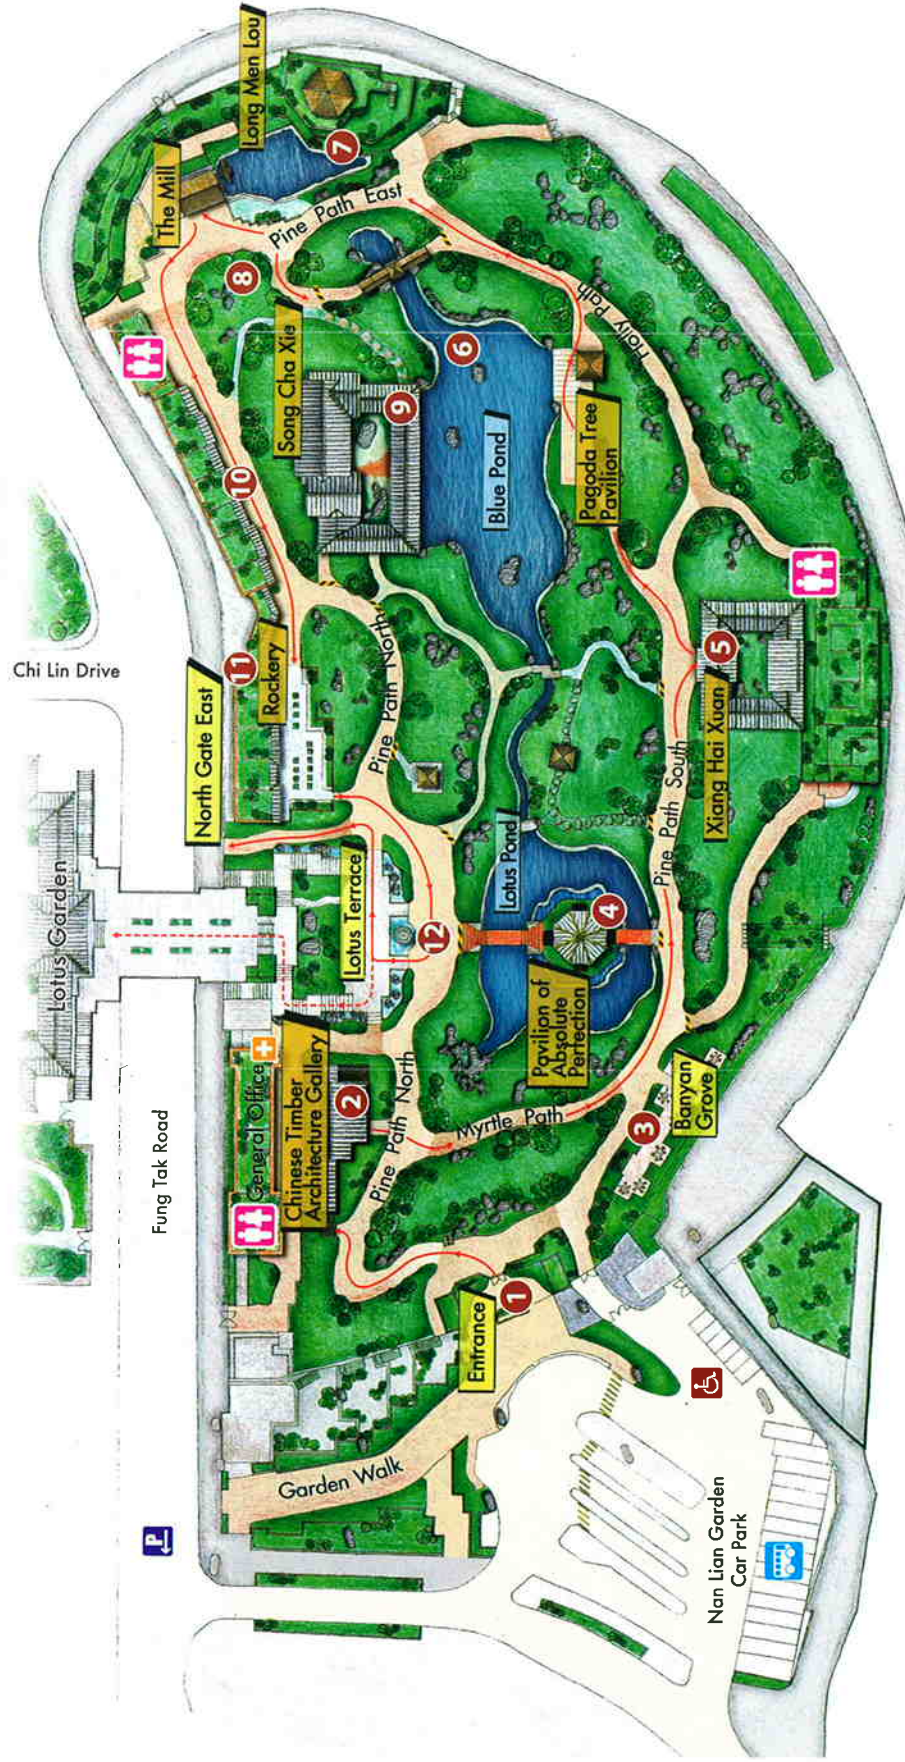 Lotus Garden
Chi Lin Drive
Fung Tak Road
P
North Gate East
11
Rockery
10
The Mill
Long Men Lou
8
7
Song Cha Xie
9
6
Pine Path East
Blue Pond
Pagoda Tree
Pavilion
Holly Path
Pine Path North
Lotus Terrace
12
Lotus Pond
4
Pavilion of
Absolute
Perfection
Pine Path South
Xiang Hai Xuan
5
General Office
Chinese Timber
Architecture Gallery
2
Pine Path North
Myrtle Path
3
Banyan
Grove
Entrance
1
Garden Walk
Nan Lian Garden
Car Park